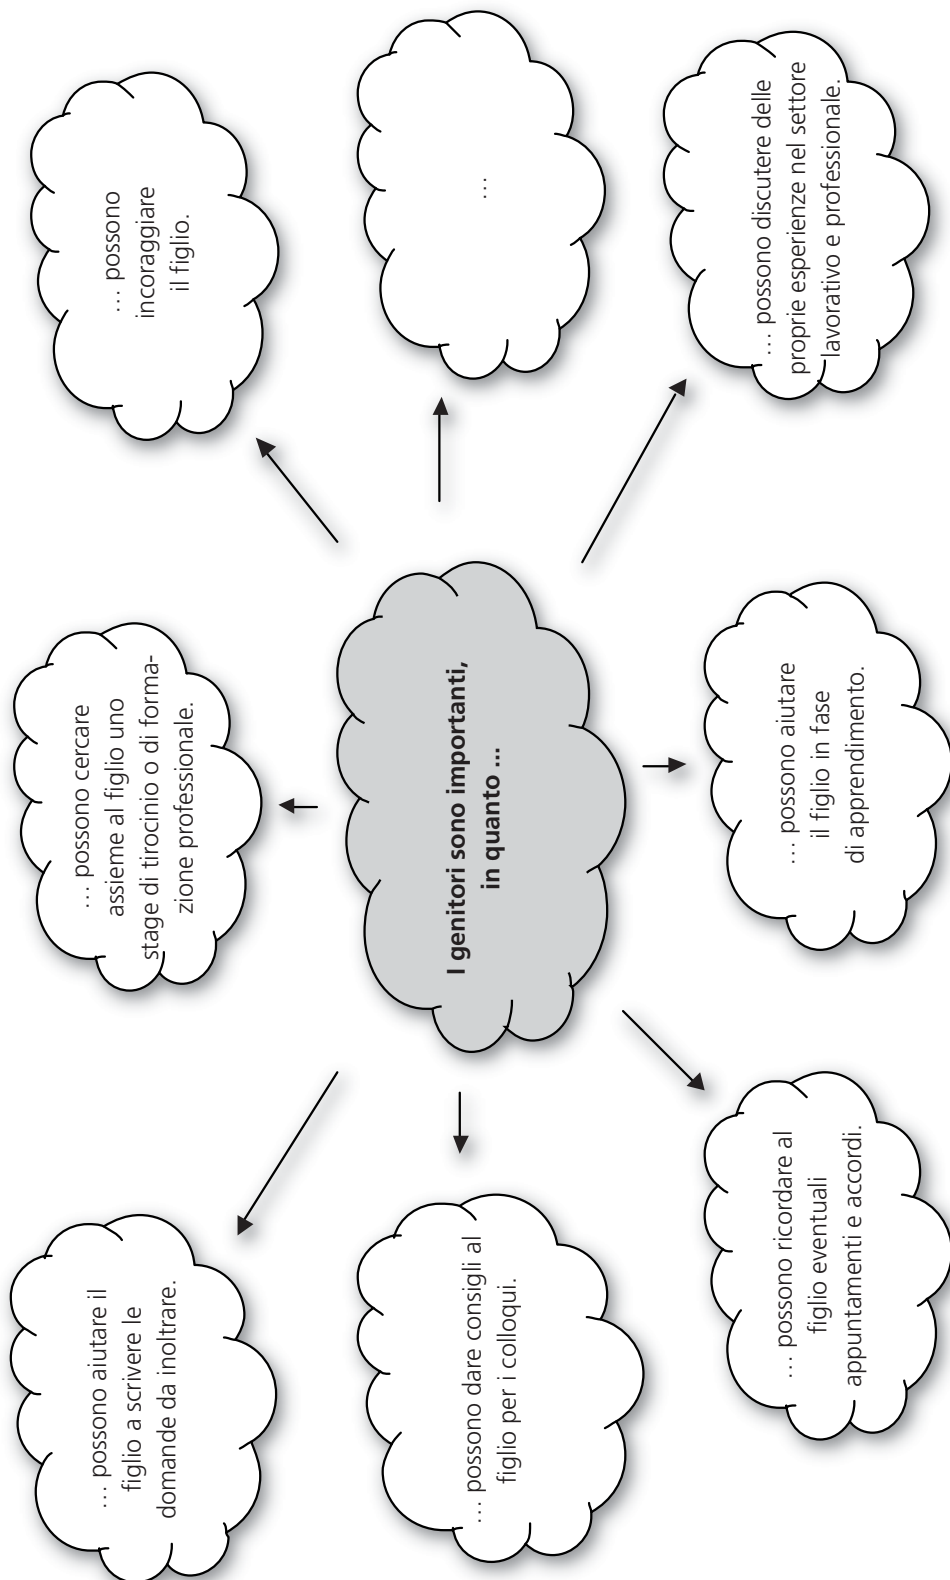 … possono aiutare il
figlio a scrivere le
domande da inoltrare.
… possono cercare
assieme al figlio uno
stage di tirocinio o di forma-
zione professionale.
… possono
incoraggiare
il figlio.
… possono dare consigli al
figlio per i colloqui.
I genitori sono importanti,
in quanto ...
…
… possono ricordare al
figlio eventuali
appuntamenti e accordi.
… possono aiutare
il figlio in fase
di apprendimento.
… possono discutere delle
proprie esperienze nel settore
lavorativo e professionale.